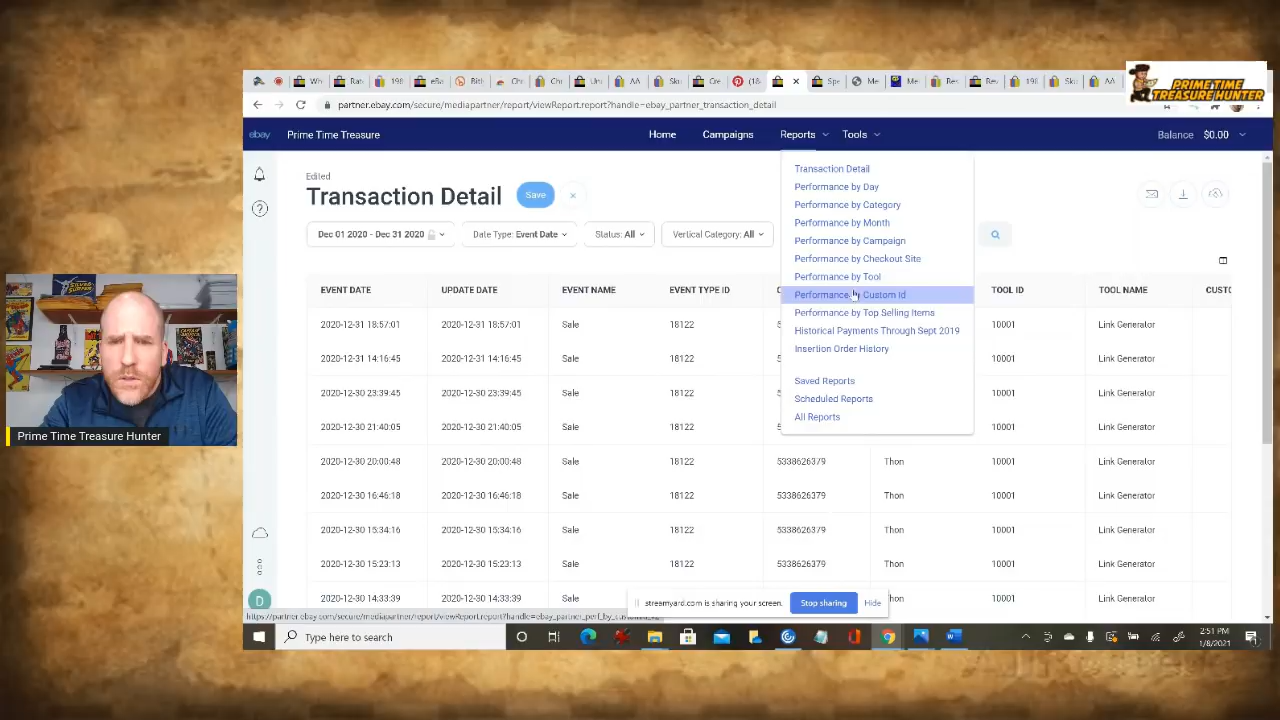 PRIME TIME
TREASURE HUNTER
partner.ebay.com/secure/
/viewReport.report?handle=ebay_partner_transaction_detail
ebay
Prime Time Treasure
Home
Campaigns
Reports
Tools
Balance $0.00
Transaction Detail
Performance by Day
Performance by Category
Performance by Month
Performance by Campaign
Performance by Checkout Site
Performance by Tool
Performance by Custom Id
Performance by Top Selling Items
Historical Payments Through Sept 2019
Insertion Order History
Saved Reports
Scheduled Reports
All Reports
Edited
Transaction Detail
Save
Dec 01 2020 - Dec 31 2020
Date Type: Event Date
Status: All
Vertical Category: All
EVENT DATE UPDATE DATE EVENT NAME EVENT TYPE ID TOOL ID TOOL NAME CUSTO
2020-12-31 18:57:01 2020-12-31 18:57:01 Sale 18122 10001 Link Generator
2020-12-31 14:16:45 2020-12-31 14:16:45 Sale 18122 10001 Link Generator
2020-12-30 23:39:45 2020-12-30 23:39:45 Sale 18122 10001 Link Generator
2020-12-30 21:40:05 2020-12-30 21:40:05 Sale 18122 10001 Link Generator
2020-12-30 20:00:48 2020-12-30 20:00:48 Sale 18122 5338626379 Thon 10001 Link Generator
2020-12-30 16:46:18 2020-12-30 16:46:18 Sale 18122 5338626379 Thon 10001 Link Generator
2020-12-30 15:34:16 2020-12-30 15:34:16 Sale 18122 5338626379 Thon 10001 Link Generator
2020-12-30 15:23:13 2020-12-30 15:23:13 Sale 18122 5338626379 Thon 10001 Link Generator
2020-12-30 14:33:39 2020-12-30 14:33:39 Sale 18122 10001 Link Generator
D
streamyard.com is sharing your screen.
Stop sharing
Hide
Prime Time Treasure Hunter
Type here to search
2:51 PM
1/8/2021